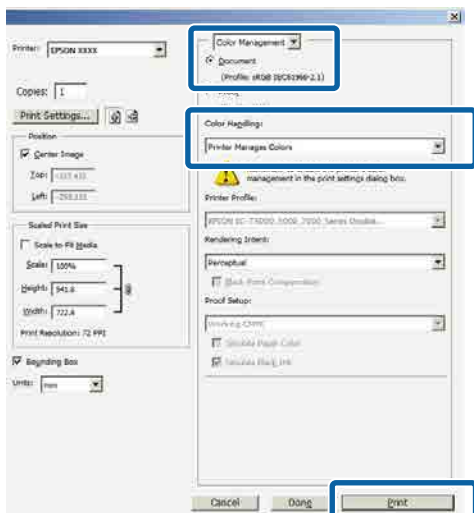 Printer: EPSON XXXX
Copies: 1
Print Settings...
Position
Center Image
Top:
Left:
Scaled Print Size
Scale to Fit Media
Scale: 100%
Height: 941.6
Width: 722.6
Print Resolution: 72 PPI
Bounding Box
Units: mm
Color Management
Document
(Profile: sRGB IEC61966-2.1)
Color Handling:
Printer Manages Colors
management in the print settings dialog box.
Printer Profile:
Rendering Intent:
Perceptual
Black Point Compensation
Proof Setup:
Working CMYK
Simulate Paper Color
Simulate Black Ink
Cancel
Done
Print